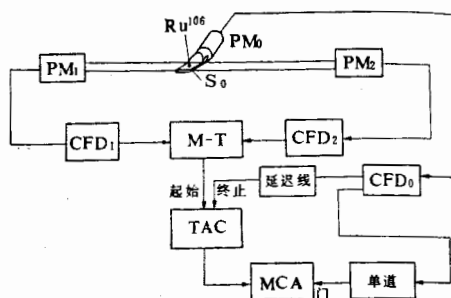 Ru¹⁰⁶
PM₀
PM₁
PM₂
S₀
CFD₁
M-T
CFD₂
起始
终止
延迟线
CFD₀
TAC
MCA
门
单道